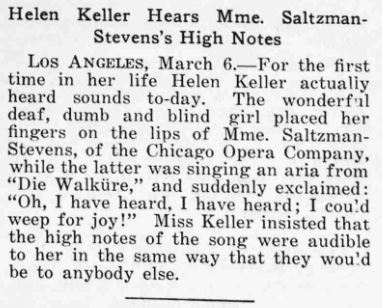 Helen Keller Hears Mme. Saltzman-
Stevens's High Notes
LOS ANGELES, March 6.—For the first
time in her life Helen Keller actually
heard sounds to-day. The wonderful
deaf, dumb and blind girl placed her
fingers on the lips of Mme. Saltzman-
Stevens, of the Chicago Opera Company,
while the latter was singing an aria from
"Die Walküre," and suddenly exclaimed:
"Oh, I have heard, I have heard; I could
weep for joy!" Miss Keller insisted that
the high notes of the song were audible
to her in the same way that they would
be to anybody else.